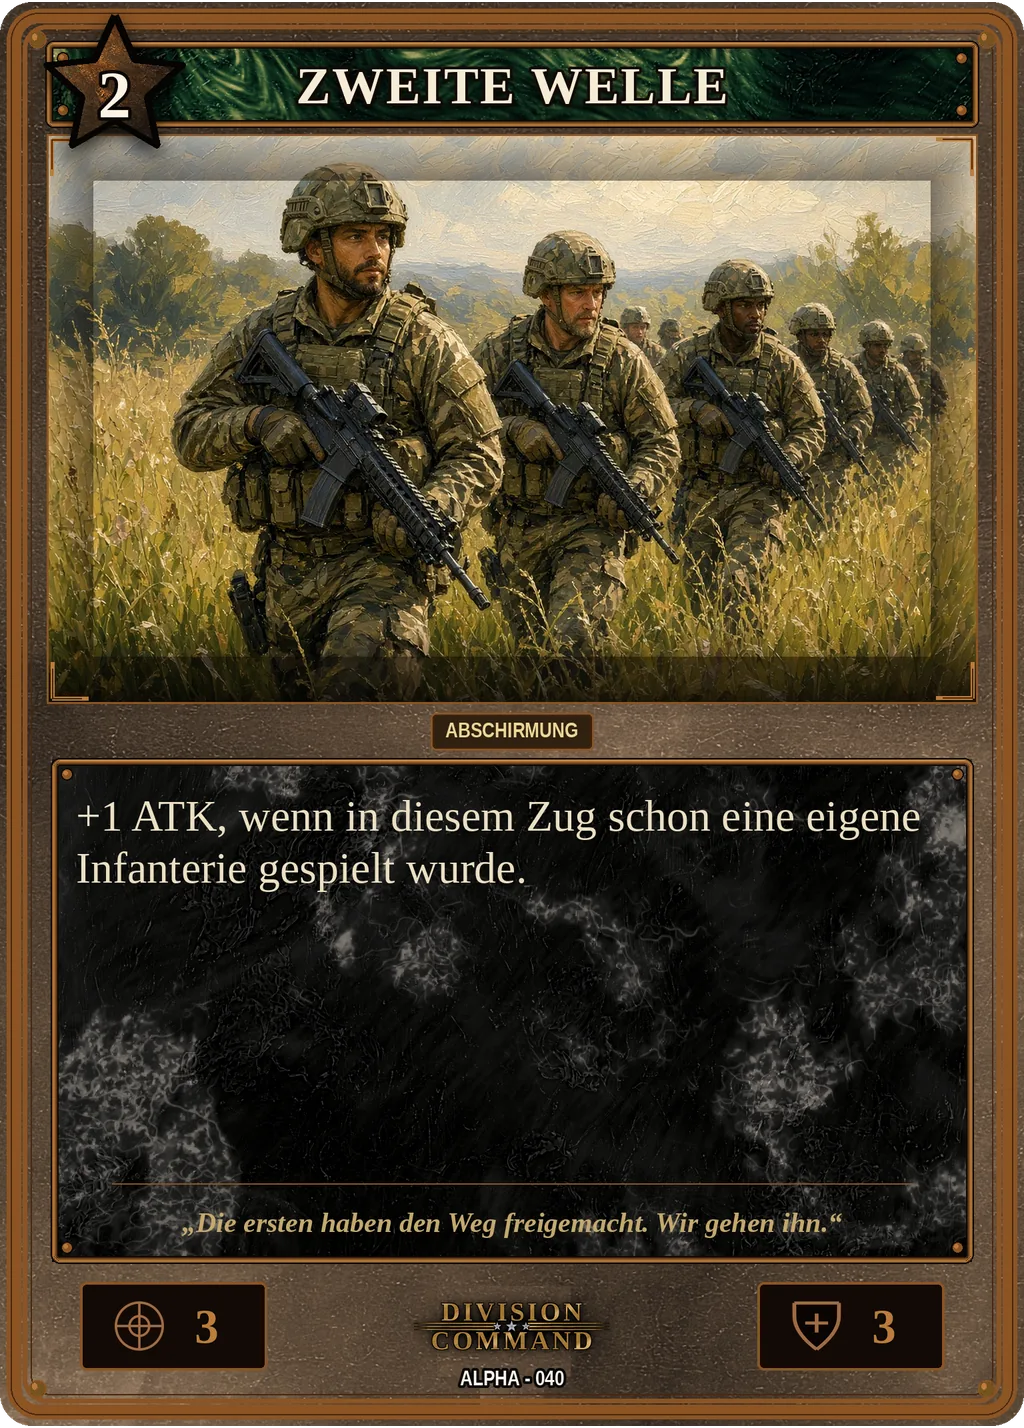 2
ZWEITE WELLE
ABSCHIRMUNG
+1 ATK, wenn in diesem Zug schon eine eigene
Infanterie gespielt wurde.
„Die ersten haben den Weg freigemacht. Wir gehen ihn.“
3
DIVISION
COMMAND
ALPHA - 040
3